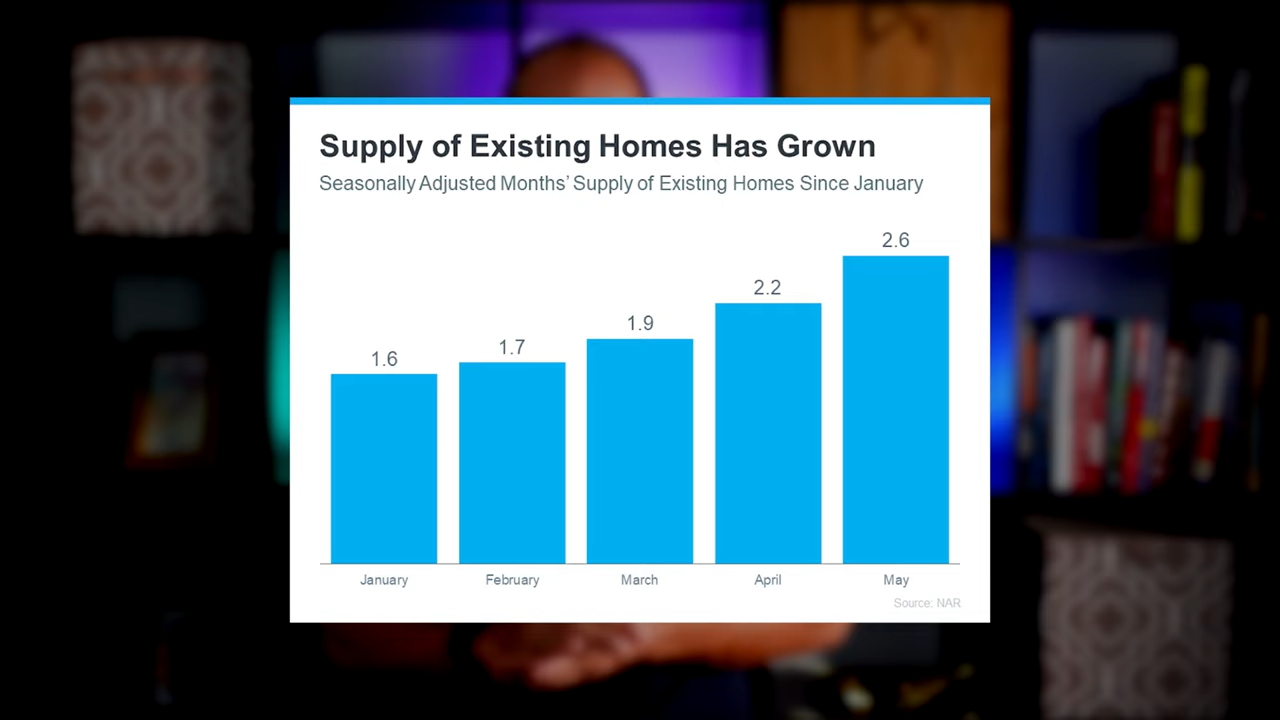 Supply of Existing Homes Has Grown
Seasonally Adjusted Months’ Supply of Existing Homes Since January
1.6
1.7
1.9
2.2
2.6
January
February
March
April
May
Source: NAR